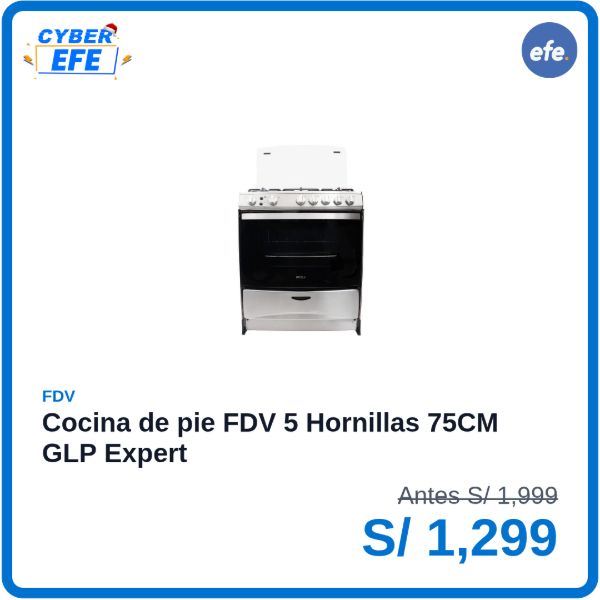 CYBER
EFE
efe.
FDV
Cocina de pie FDV 5 Hornillas 75CM
GLP Expert
Antes S/ 1,999
S/ 1,299